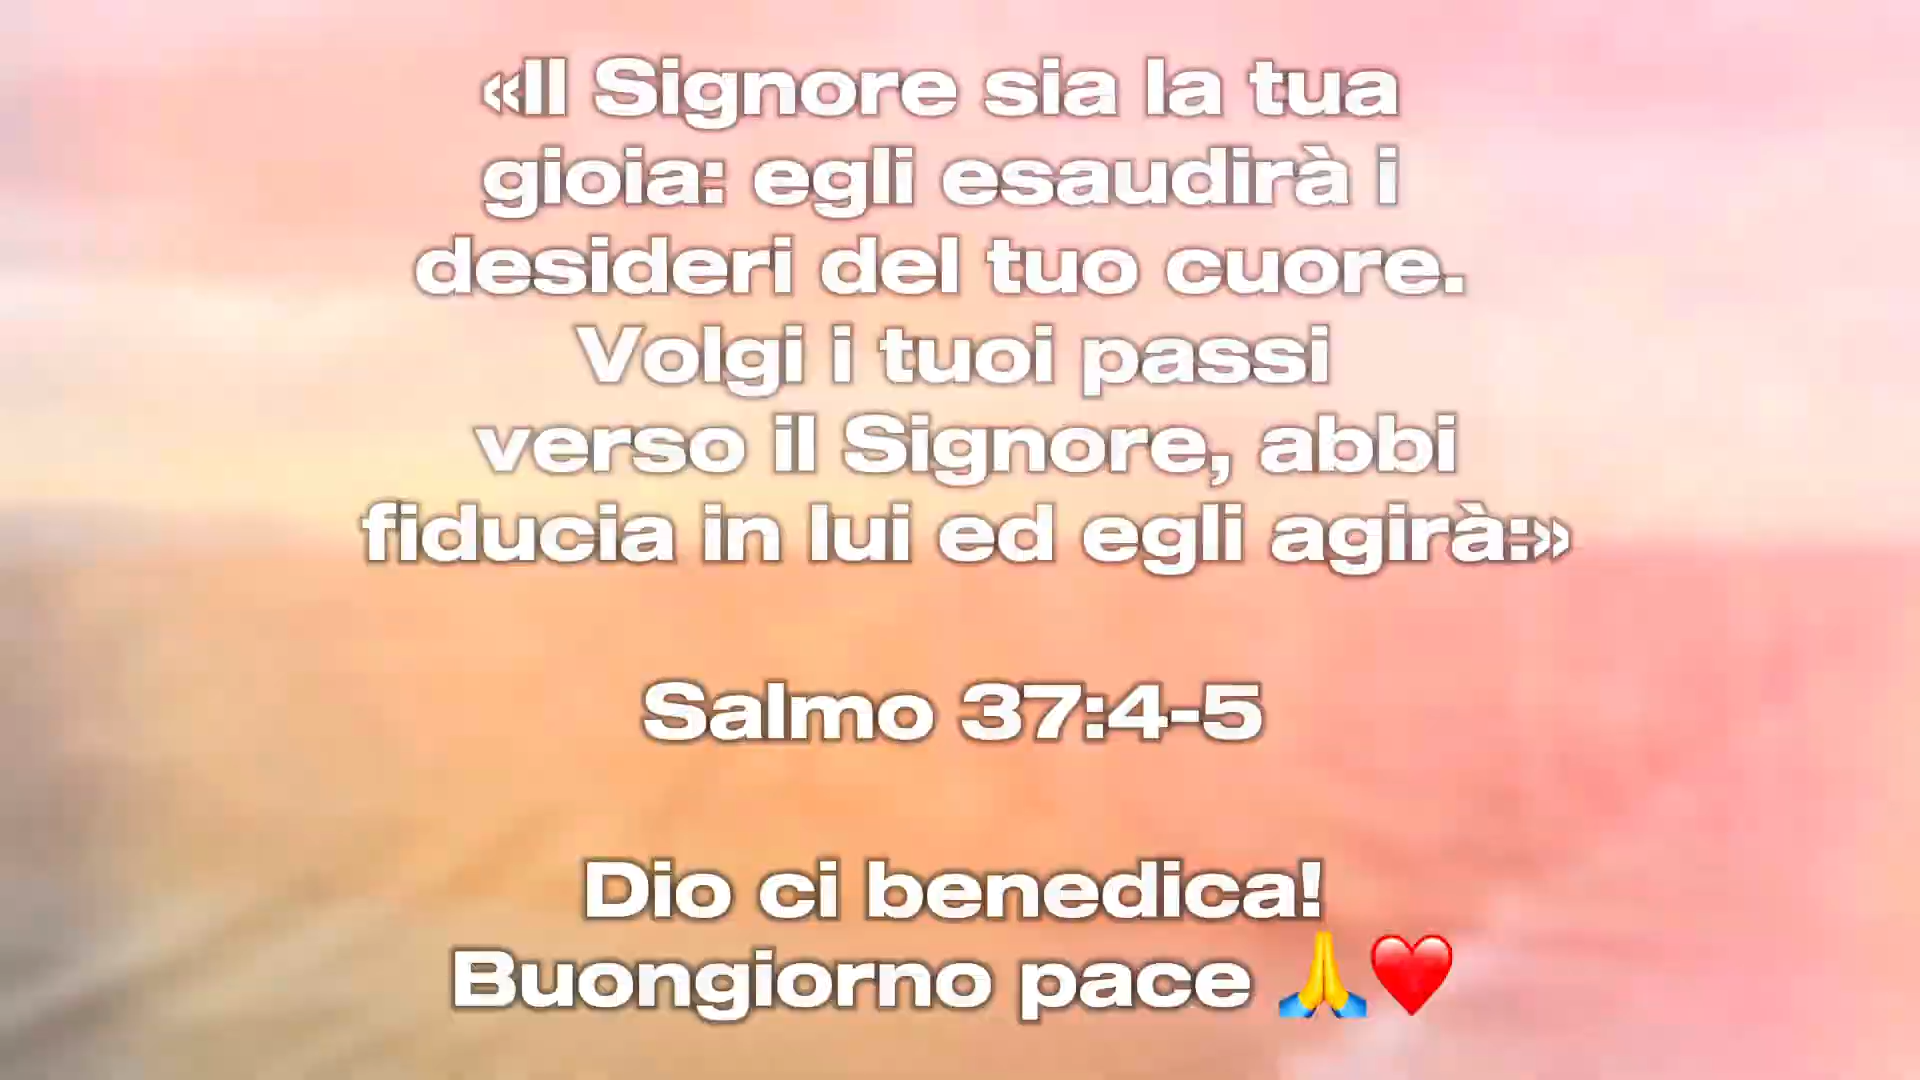 «Il Signore sia la tua
gioia: egli esaudirà i
desideri del tuo cuore.
Volgi i tuoi passi
verso il Signore, abbi
fiducia in lui ed egli agirà:»
Salmo 37:4-5
Dio ci benedica!
Buongiorno pace 🙏❤️